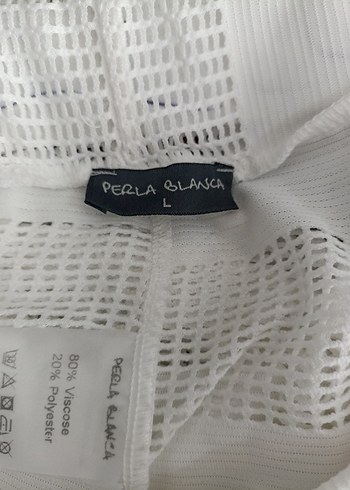 PERLA BLANCA
L
PERLA BLANCA
80% Viscose
20% Polyester